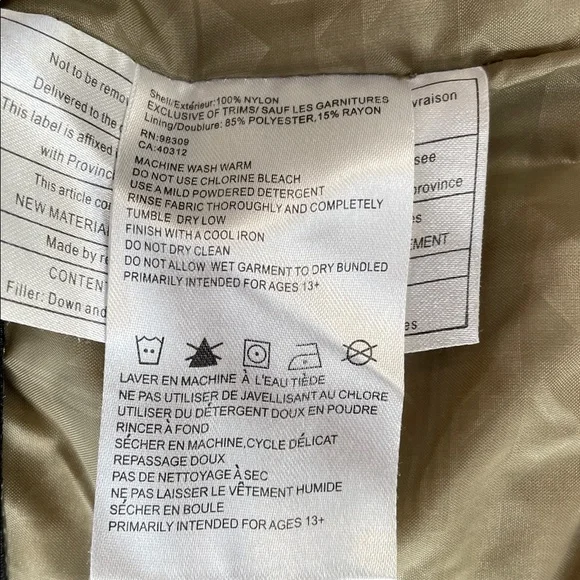 Not to be remo
Delivered to the
This label is affixed
with Provinc
This article con
NEW MATERIA
Made by re
CONTENT
Filler: Down and
Shell/Extérieur:100% NYLON
EXCLUSIVE OF TRIMS/ SAUF LES GARNITURES
Lining/Doublure: 85% POLYESTER,15% RAYON
RN:98309
CA:40312
MACHINE WASH WARM
DO NOT USE CHLORINE BLEACH
USE A MILD POWDERED DETERGENT
RINSE FABRIC THOROUGHLY AND COMPLETELY
TUMBLE DRY LOW
FINISH WITH A COOL IRON
DO NOT DRY CLEAN
DO NOT ALLOW WET GARMENT TO DRY BUNDLED
PRIMARILY INTENDED FOR AGES 13+
LAVER EN MACHINE À L'EAU TIÈDE
NE PAS UTILISER DE JAVELLISANT AU CHLORE
UTILISER DU DÉTERGENT DOUX EN POUDRE
RINCER À FOND
SÉCHER EN MACHINE,CYCLE DÉLICAT
REPASSAGE DOUX
PAS DE NETTOYAGE À SEC
NE PAS LAISSER LE VÊTEMENT HUMIDE
SÉCHER EN BOULE
PRIMARILY INTENDED FOR AGES 13+
vraison
see
province
es
EMENT
es